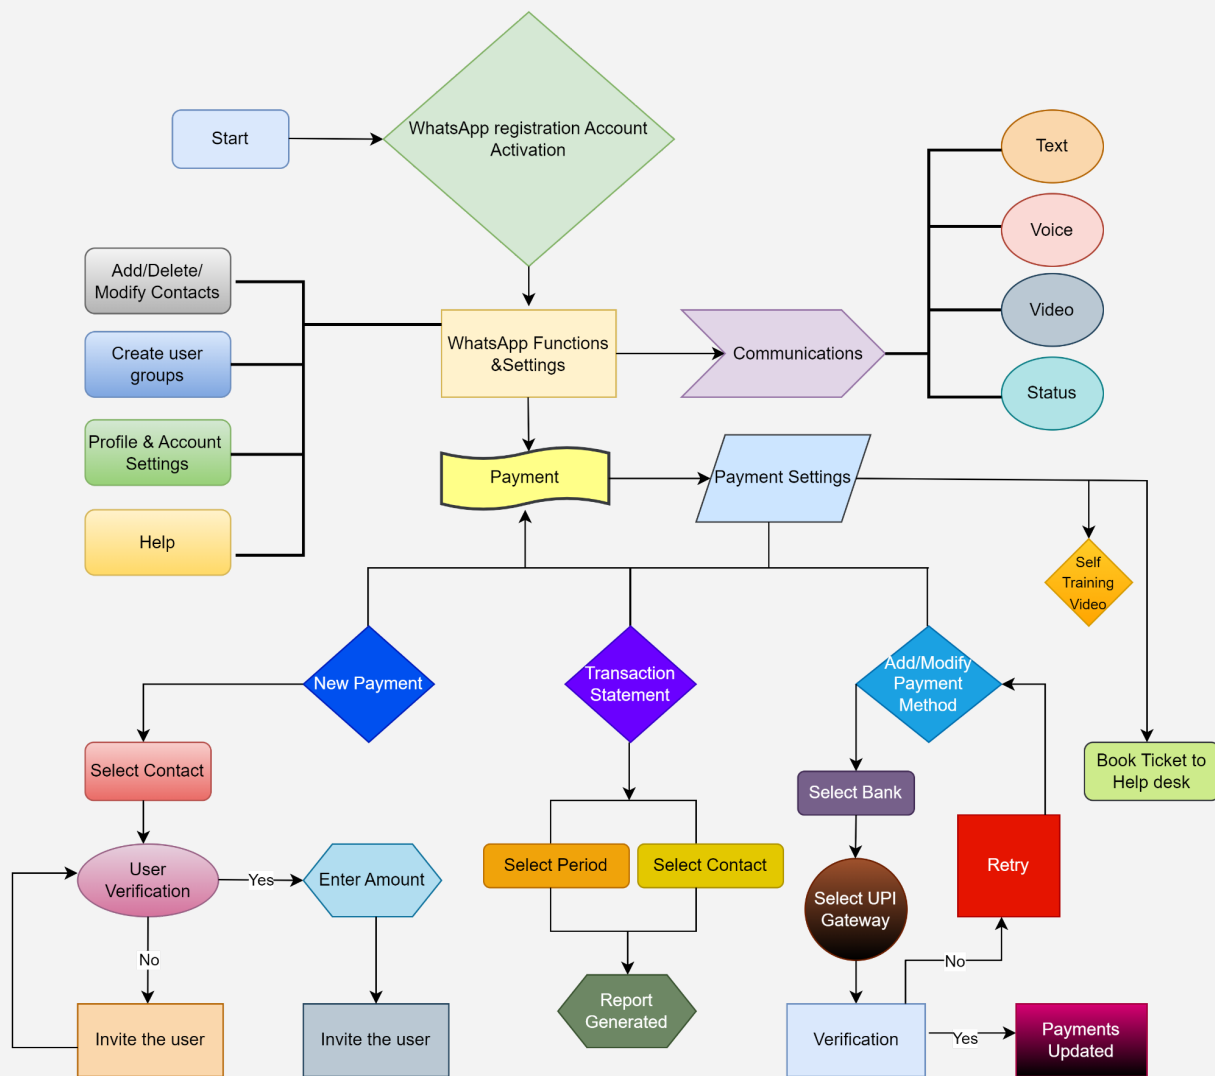 Start
WhatsApp registration Account
Activation
Text
Voice
Video
Status
Add/Delete/
Modify Contacts
Create user
groups
Profile & Account
Settings
Help
WhatsApp Functions
&Settings
Communications
Payment
Payment Settings
Self
Training
Video
New Payment
Transaction
Statement
Add/Modify
Payment
Method
Book Ticket to
Help desk
Select Contact
Select Bank
User
Verification
Yes
Enter Amount
Select Period
Select Contact
Select UPI
Gateway
Retry
No
No
Invite the user
Invite the user
Report
Generated
Verification
Yes
Payments
Updated